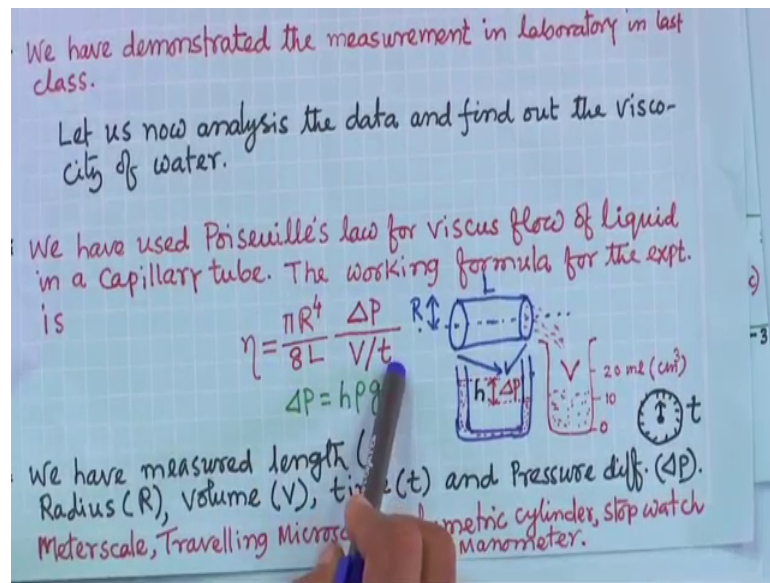 We have demonstrated the measurement in laboratory in last
class.
Let us now analysis the data and find out the visco-
city of water.
We have used Poiseuille's law for viscus flow of liquid
in a capillary tube. The working formula for the expt.
is
η = πR⁴/8L ΔP/V/t
ΔP = hρg
L
R
h ΔP
V
20 ml (cm³)
10
0
t
We have measured length (
Radius (R), volume (V), time (t) and Pressure diff. (ΔP).
Meterscale, Travelling metric cylinder, stop watch
Manometer.
c)
-3